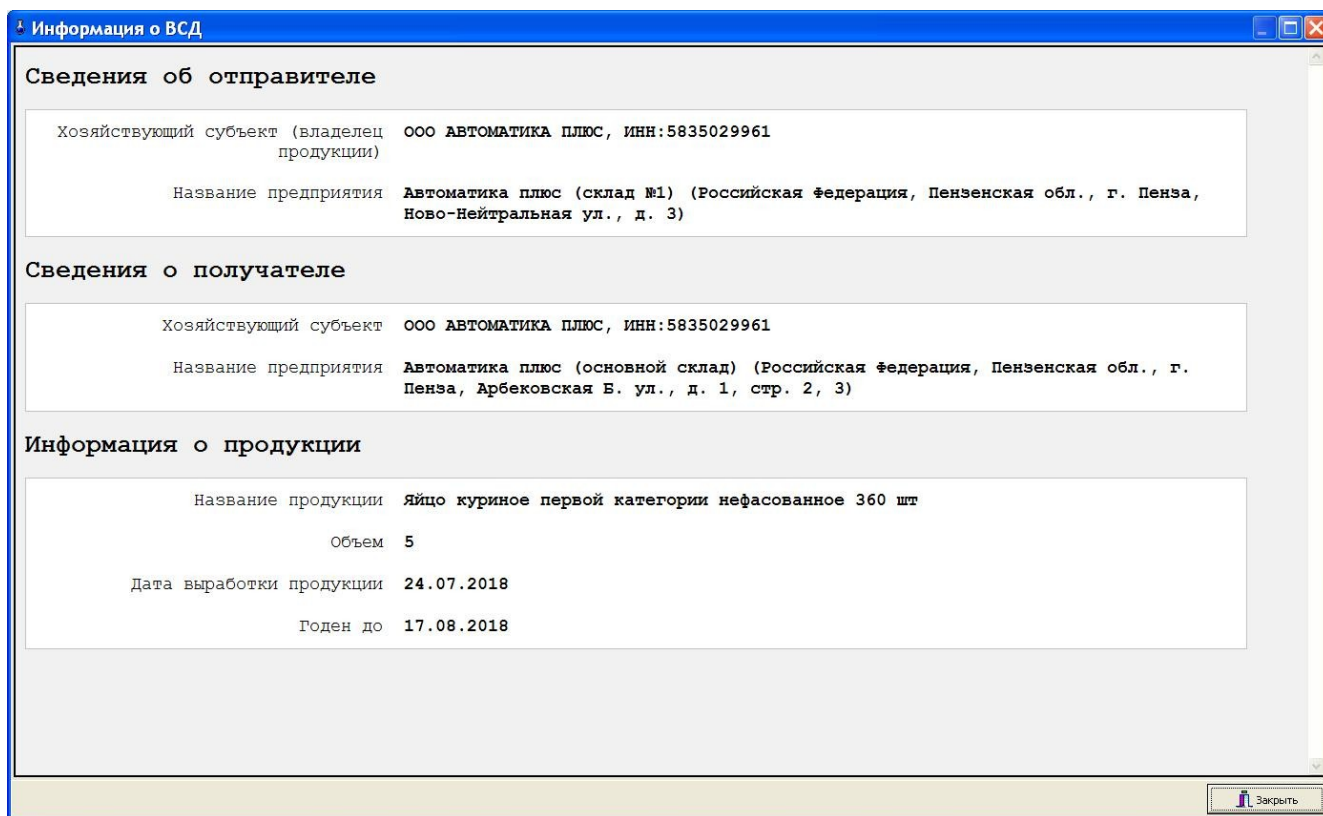 Информация о ВСД
Сведения об отправителе
Хозяйствующий субъект (владелец ООО АВТОМАТИКА ПЛЮС, ИНН:5835029961
продукции)
Название предприятия Автоматика плюс (склад №1) (Российская Федерация, Пензенская обл., г. Пенза,
Ново-Нейтральная ул., д. 3)
Сведения о получателе
Хозяйствующий субъект ООО АВТОМАТИКА ПЛЮС, ИНН:5835029961
Название предприятия Автоматика плюс (основной склад) (Российская Федерация, Пензенская обл., г.
Пенза, Арбековская Б. ул., д. 1, стр. 2, 3)
Информация о продукции
Название продукции Яйцо куриное первой категории нефасованное 360 шт
Объем 5
Дата выработки продукции 24.07.2018
Годен до 17.08.2018
Закрыть